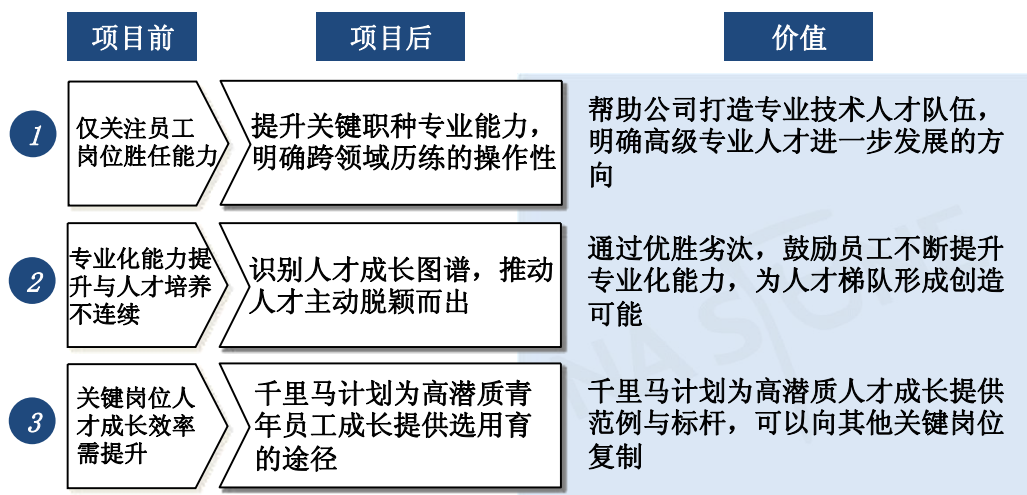 项目前
项目后
价值
1
仅关注员工
岗位胜任能力
提升关键职种专业能力，
明确跨领域历练的操作性
帮助公司打造专业技术人才队伍，
明确高级专业人才进一步发展的方
向
2
专业化能力提
升与人才培养
不连续
识别人才成长图谱，推动
人才主动脱颖而出
通过优胜劣汰，鼓励员工不断提升
专业化能力，为人才梯队形成创造
可能
3
关键岗位人
才成长效率
需提升
千里马计划为高潜质青
年员工成长提供选用育
的途径
千里马计划为高潜质人才成长提供
范例与标杆，可以向其他关键岗位
复制